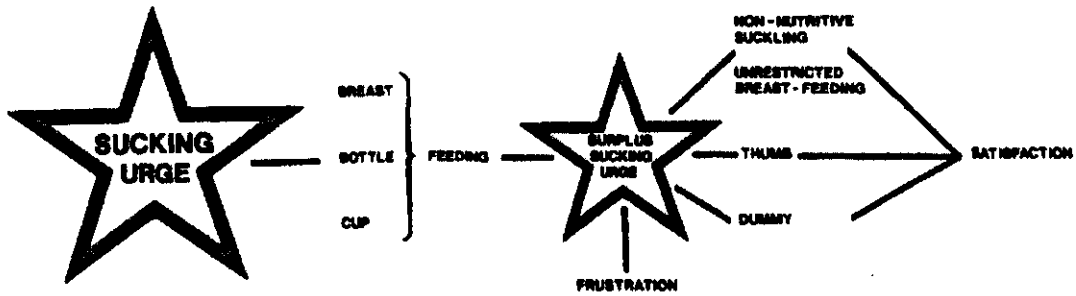 SUCKING
URGE
BREAST
BOTTLE
CUP
FEEDING
SURPLUS
SUCKING
URGE
NON-NUTRITIVE
SUCKLING
UNRESTRICTED
BREAST-FEEDING
THUMB
DUMMY
SATISFACTION
FRUSTRATION